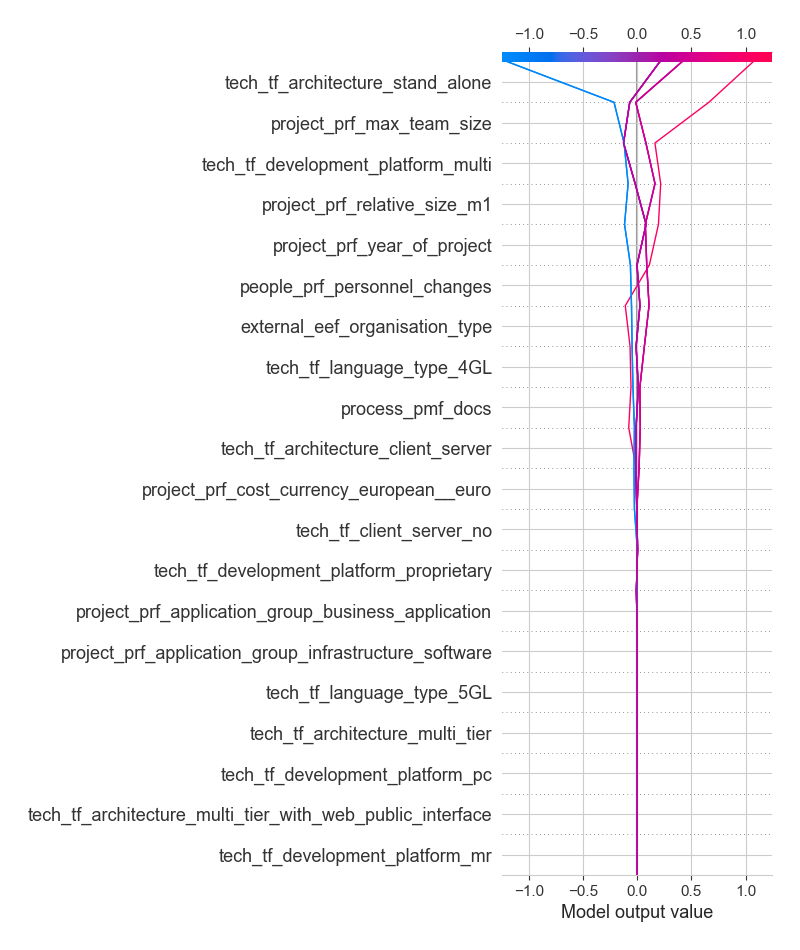 −1.0 −0.5 0.0 0.5 1.0
tech_tf_architecture_stand_alone
project_prf_max_team_size
tech_tf_development_platform_multi
project_prf_relative_size_m1
project_prf_year_of_project
people_prf_personnel_changes
external_eef_organisation_type
tech_tf_language_type_4GL
process_pmf_docs
tech_tf_architecture_client_server
project_prf_cost_currency_european__euro
tech_tf_client_server_no
tech_tf_development_platform_proprietary
project_prf_application_group_business_application
project_prf_application_group_infrastructure_software
tech_tf_language_type_5GL
tech_tf_architecture_multi_tier
tech_tf_development_platform_pc
tech_tf_architecture_multi_tier_with_web_public_interface
tech_tf_development_platform_mr
−1.0 −0.5 0.0 0.5 1.0
Model output value